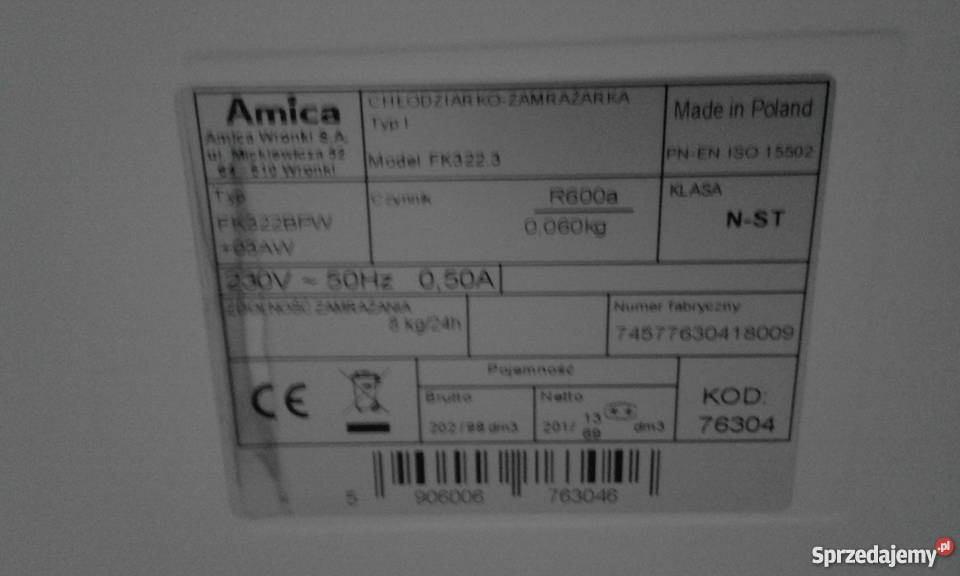 Amica
Amica Wronki S.A.
ul. Mickiewicza 52
64-510 Wronki
CHŁODZIARKO-ZAMRAŻARKA
Typ I
Model FK322.3
Made in Poland
PN-EN ISO 15502
Typ
FK322BPW
+03AW
Czynnik
R600a
0,060kg
KLASA
N-ST
230V ~ 50Hz 0,50A
ZDOLNOŚĆ ZAMRAŻANIA
8 kg/24h
Numer fabryczny
74577630418009
CE
Pojemność
Brutto
202/88 dm3
Netto
201/ 13 ** dm3
69
KOD:
76304
5 906006 763046
Sprzedajemy.pl